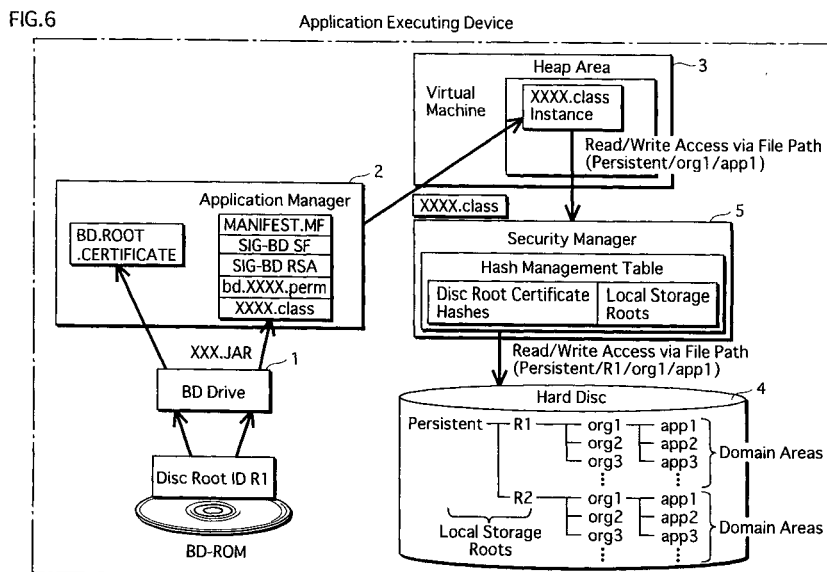 FIG.6
Application Executing Device
3
Heap Area
Virtual
Machine
XXXX.class
Instance
Read/Write Access via File Path
(Persistent/org1/app1)
2
Application Manager
BD.ROOT
.CERTIFICATE
MANIFEST.MF
SIG-BD SF
SIG-BD RSA
bd.XXXX.perm
XXXX.class
XXXX.class
5
Security Manager
Hash Management Table
Disc Root Certificate
Hashes
Local Storage
Roots
XXX.JAR
1
BD Drive
Read/Write Access via File Path
(Persistent/R1/org1/app1)
Disc Root ID R1
BD-ROM
Hard Disc
4
Persistent R1 org1 app1
org2 app2
org3 app3
Domain Areas
R2 org1 app1
org2 app2
org3 app3
Domain Areas
Local Storage
Roots